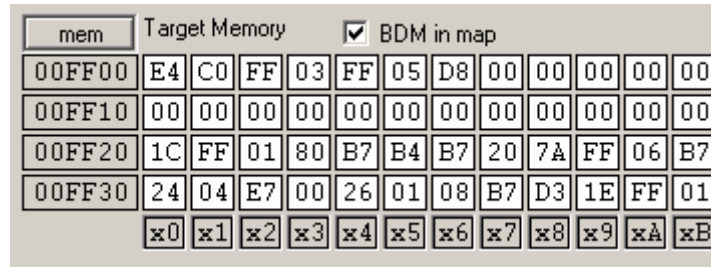 mem Target Memory BDM in map
00FF00 E4 C0 FF 03 FF 05 D8 00 00 00 00 00
00FF10 00 00 00 00 00 00 00 00 00 00 00 00
00FF20 1C FF 01 80 B7 B4 B7 20 7A FF 06 B7
00FF30 24 04 E7 00 26 01 08 B7 D3 1E FF 01
x0 x1 x2 x3 x4 x5 x6 x7 x8 x9 xA xB